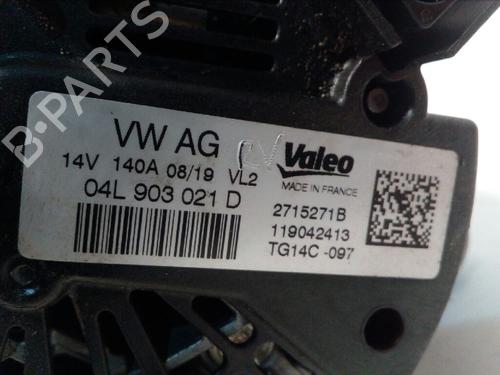 B-PARTS
VW AG
Valeo
14V 140A 08/19 VL2
MADE IN FRANCE
04L 903 021 D
2715271B
119042413
TG14C -097